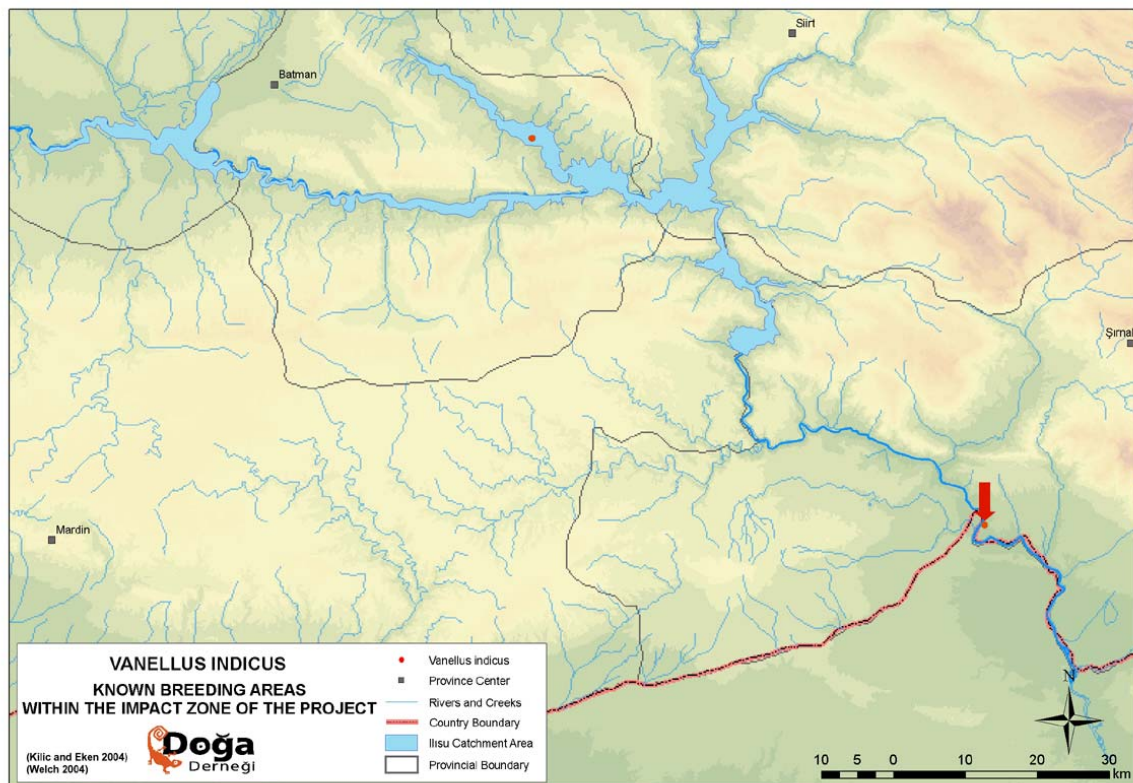 Siirt
Batman
Şırnak
Mardin
VANELLUS INDICUS
KNOWN BREEDING AREAS
WITHIN THE IMPACT ZONE OF THE PROJECT
(Kilic and Eken 2004)
(Welch 2004)
Doğa
Derneği
Vanellus indicus
Province Center
Rivers and Creeks
Country Boundary
Ilısu Catchment Area
Provincial Boundary
N
10 5 0 10 20 30
km